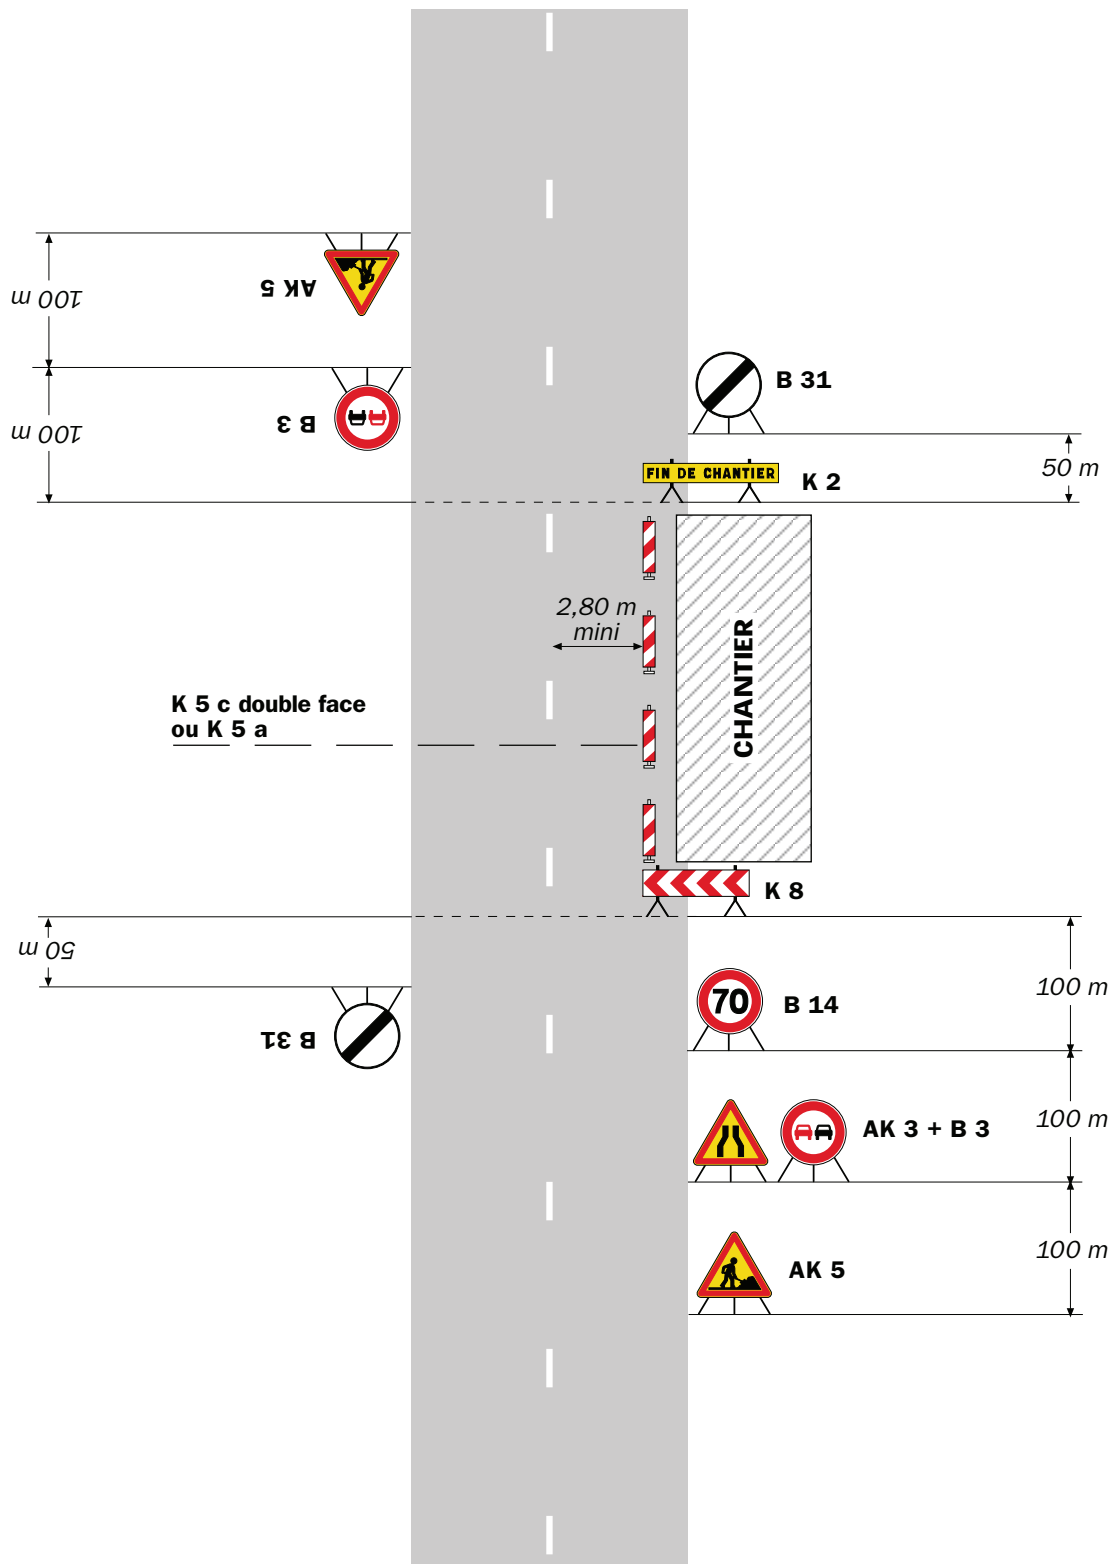 100 m
AK 5
100 m
B 3
B 31
50 m
FIN DE CHANTIER
K 2
2,80 m
mini
CHANTIER
K 5 c double face
ou K 5 a
K 8
50 m
B 31
100 m
70
B 14
100 m
AK 3 + B 3
100 m
AK 5